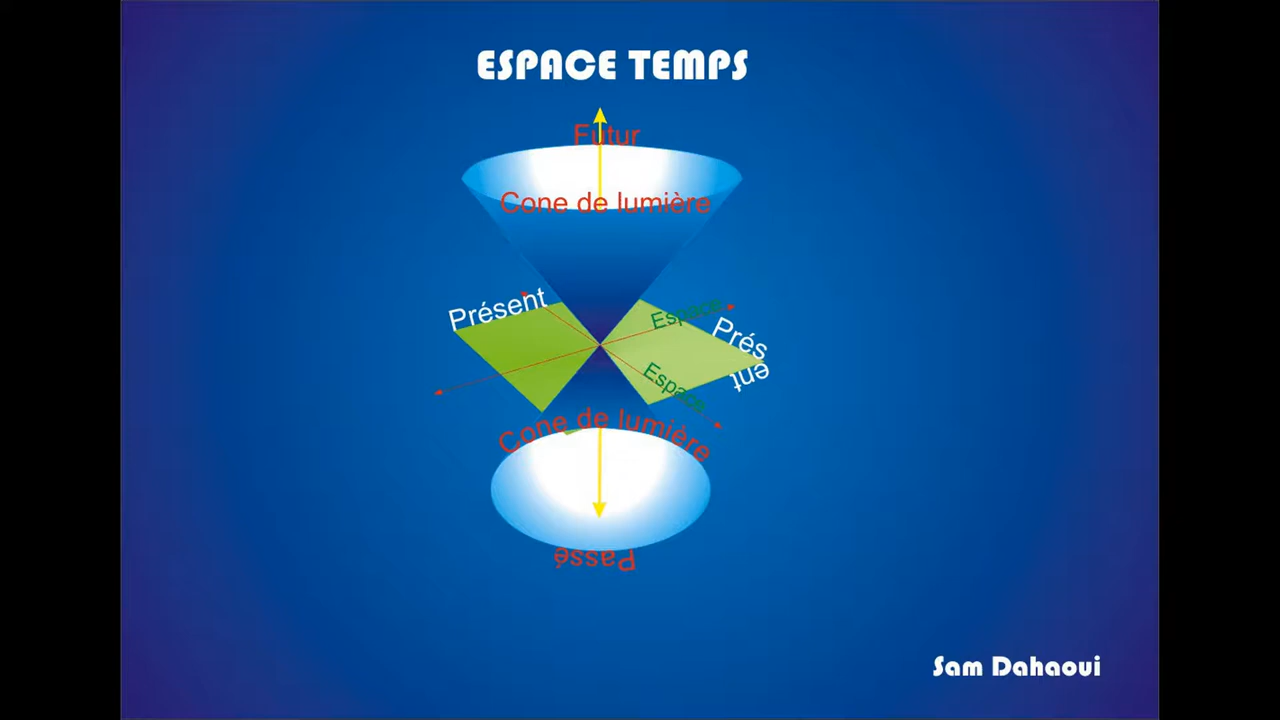 ESPACE TEMPS
Futur
Cone de lumière
Présent
Espace
Prés
ent
Espace
Cone de lumière
Passé
Sam Dahaoui